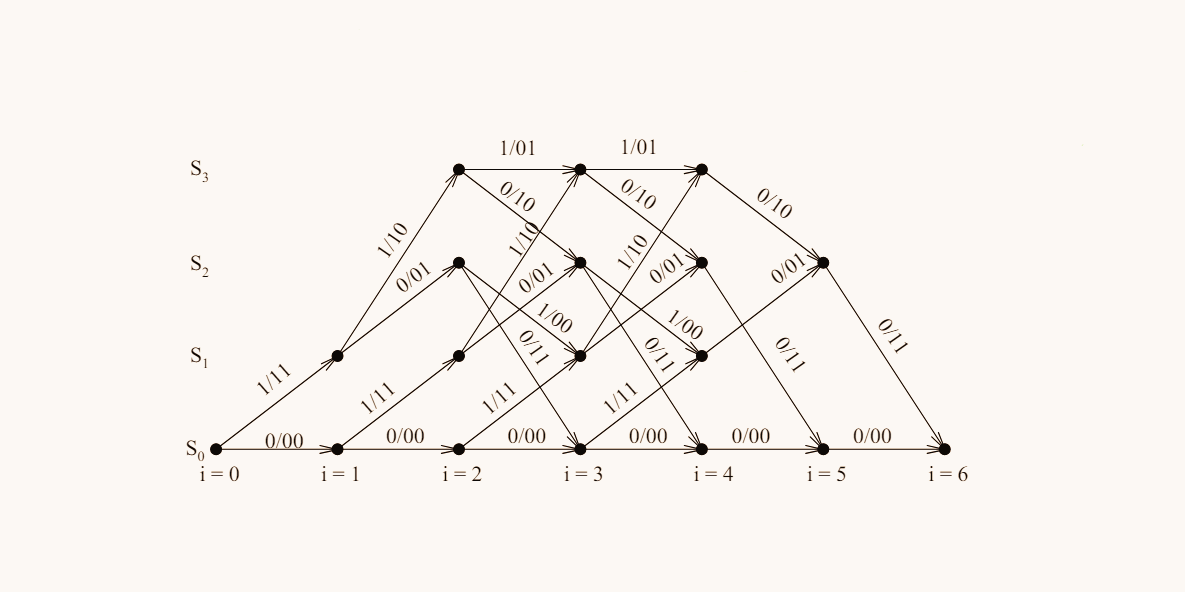 1/01 1/01
S3
0/10 0/10 0/10
1/10 1/10 1/10
S2
0/01 0/01 0/01 0/01
1/00 1/00
0/11 0/11 0/11 0/11
S1
1/11 1/11 1/11 1/11
S0 0/00 0/00 0/00 0/00 0/00 0/00
i = 0 i = 1 i = 2 i = 3 i = 4 i = 5 i = 6